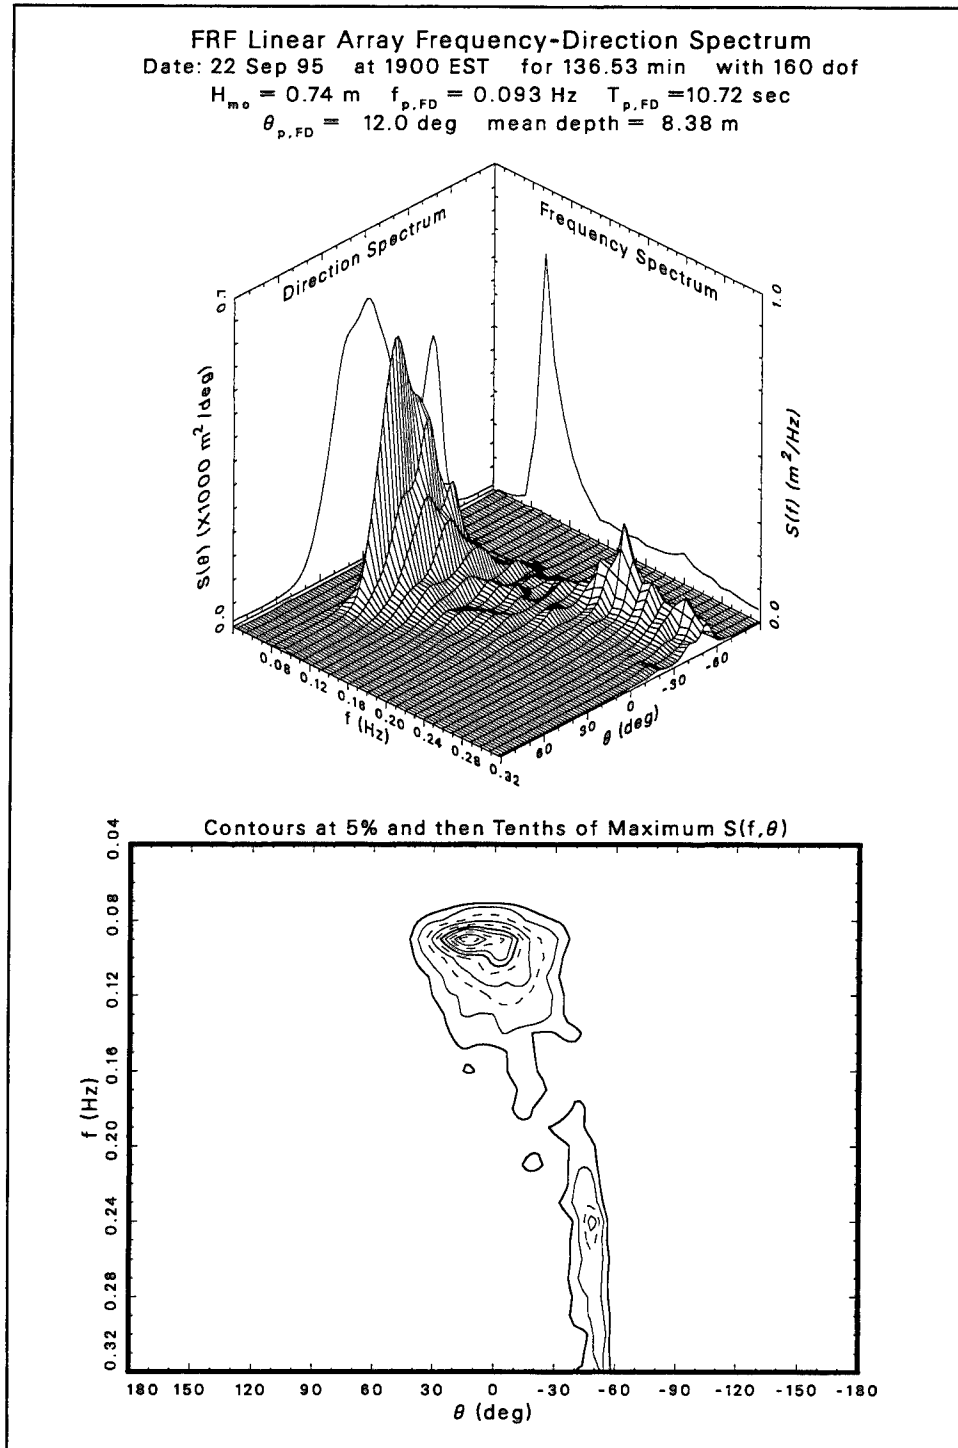 FRF Linear Array Frequency-Direction Spectrum
Date: 22 Sep 95 at 1900 EST for 136.53 min with 160 dof
H_mo = 0.74 m f_p,FD = 0.093 Hz T_p,FD =10.72 sec
θ_p,FD = 12.0 deg mean depth = 8.38 m
Direction Spectrum
Frequency Spectrum
0.1
S(θ) (X1000 m²/deg)
0.0
1.0
S(f) (m²/Hz)
0.0
0.08 0.12 0.16 0.20 0.24 0.28 0.32
f (Hz)
60 30 0 -30 -60
θ (deg)
Contours at 5% and then Tenths of Maximum S(f,θ)
0.04
0.08
0.12
0.16
0.20
0.24
0.28
0.32
f (Hz)
180 150 120 90 60 30 0 -30 -60 -90 -120 -150 -180
θ (deg)